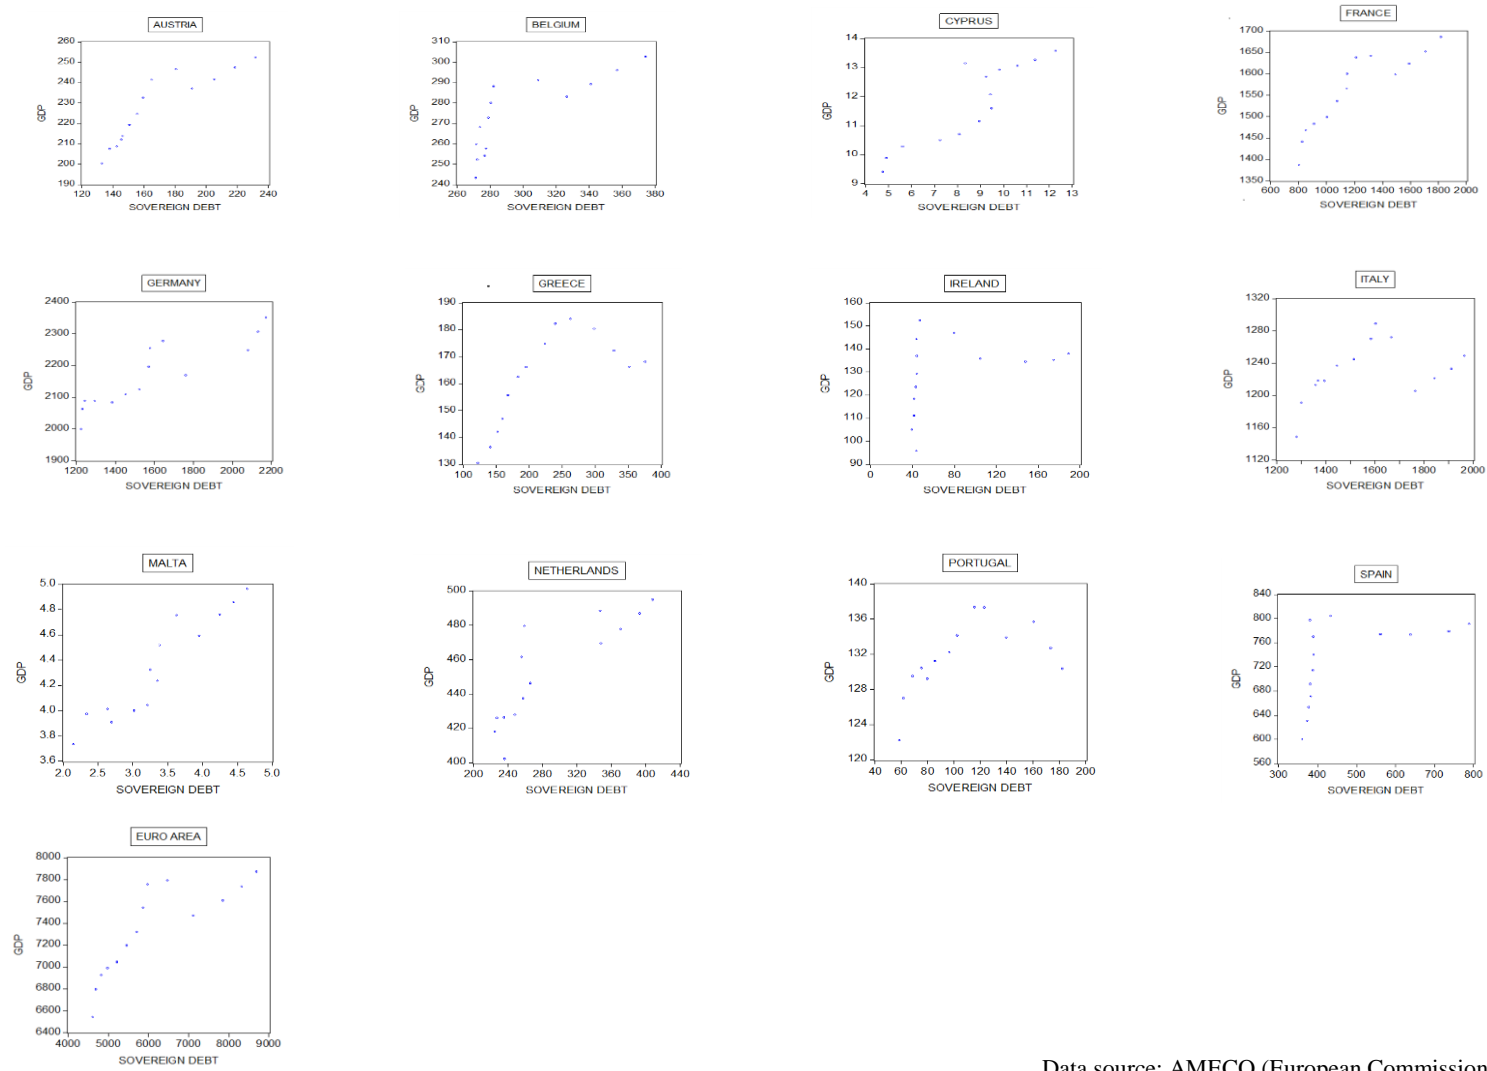 AUSTRIA
260
250
240
230
220
210
200
190
GDP
120 140 160 180 200 220 240
SOVEREIGN DEBT
BELGIUM
310
300
290
280
270
260
250
240
GDP
260 280 300 320 340 360 380
SOVEREIGN DEBT
CYPRUS
14
13
12
11
10
9
GDP
4 5 6 7 8 9 10 11 12 13
SOVEREIGN DEBT
FRANCE
1700
1650
1600
1550
1500
1450
1400
1350
GDP
600 800 1000 1200 1400 1600 1800 2000
SOVEREIGN DEBT
GERMANY
2400
2300
2200
2100
2000
1900
GDP
1200 1400 1600 1800 2000 2200
SOVEREIGN DEBT
GREECE
190
180
170
160
150
140
130
GDP
100 150 200 250 300 350 400
SOVEREIGN DEBT
IRELAND
160
150
140
130
120
110
100
90
GDP
0 40 80 120 160 200
SOVEREIGN DEBT
ITALY
1320
1280
1240
1200
1160
1120
GDP
1200 1400 1600 1800 2000
SOVEREIGN DEBT
MALTA
5.0
4.8
4.6
4.4
4.2
4.0
3.8
3.6
GDP
2.0 2.5 3.0 3.5 4.0 4.5 5.0
SOVEREIGN DEBT
NETHERLANDS
500
480
460
440
420
400
GDP
200 240 280 320 360 400 440
SOVEREIGN DEBT
PORTUGAL
140
136
132
128
124
120
GDP
40 60 80 100 120 140 160 180 200
SOVEREIGN DEBT
SPAIN
840
800
760
720
680
640
600
560
GDP
300 400 500 600 700 800
SOVEREIGN DEBT
EURO AREA
8000
7800
7600
7400
7200
7000
6800
6600
6400
GDP
4000 5000 6000 7000 8000 9000
SOVEREIGN DEBT
Data source: AMECO (European Commission